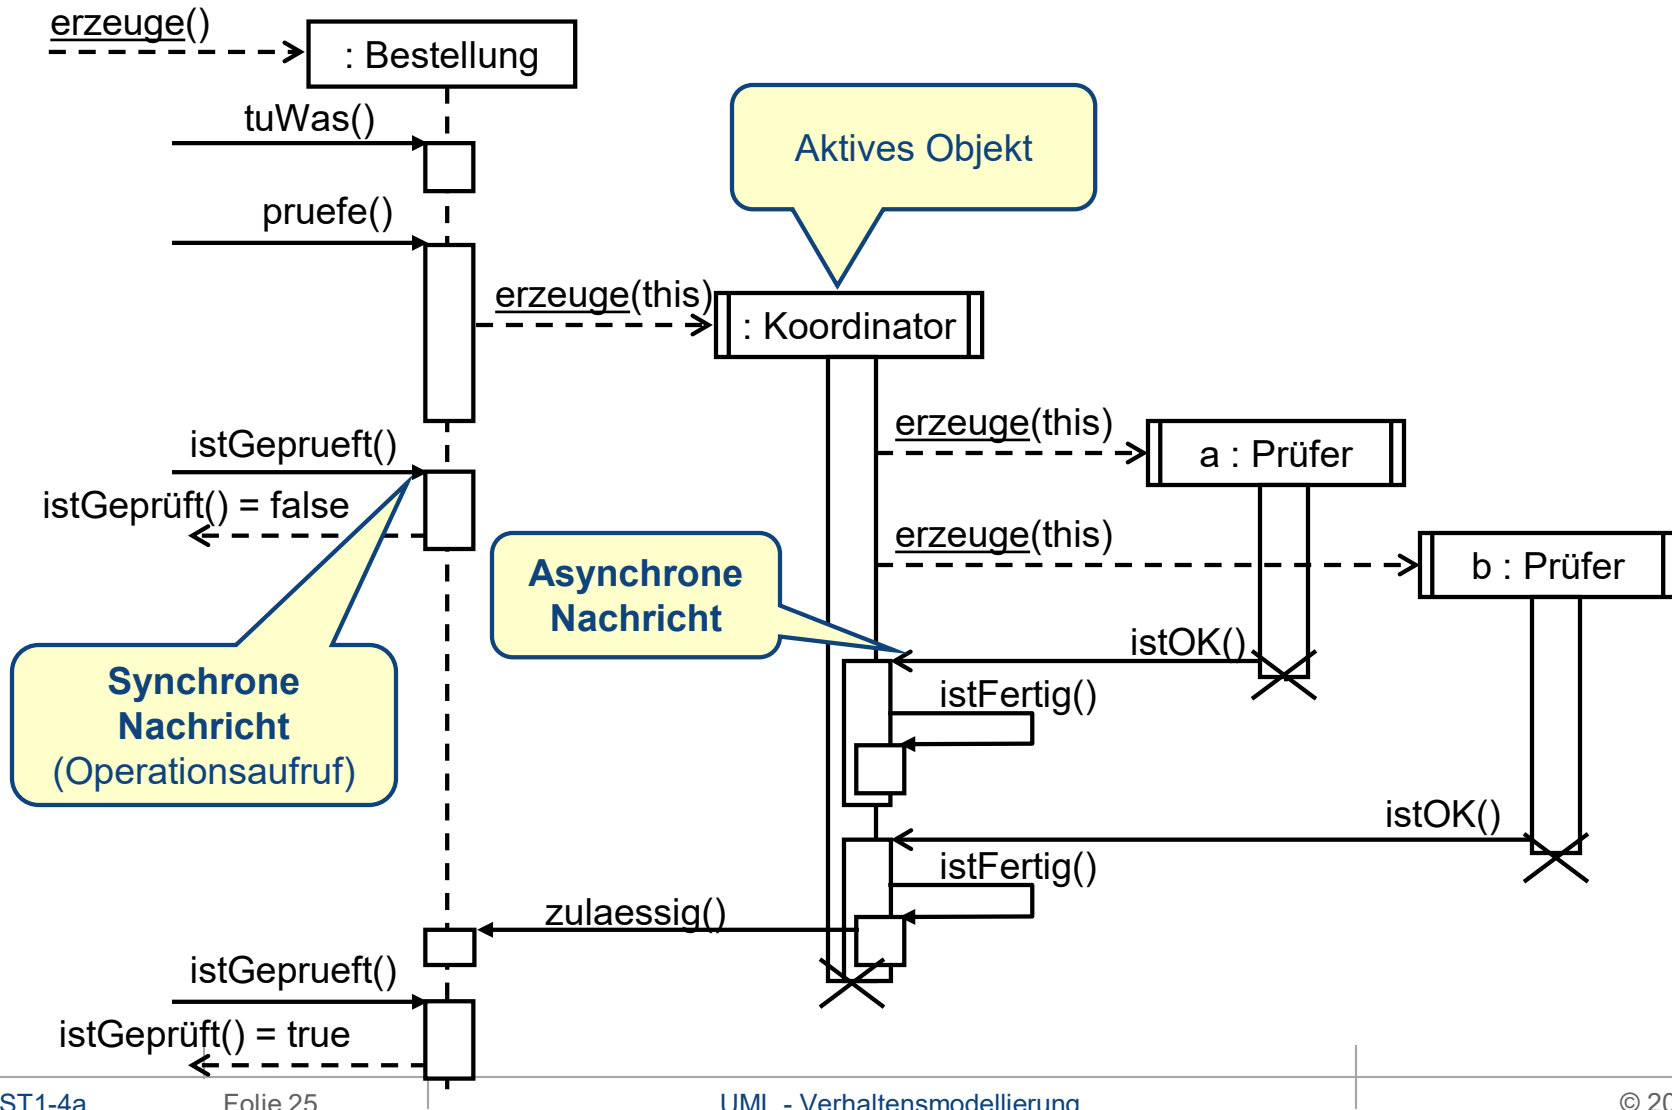 erzeuge()
: Bestellung
tuWas()
Aktives Objekt
pruefe()
erzeuge(this)
: Koordinator
erzeuge(this)
a : Prüfer
istGeprueft()
istGeprüft() = false
erzeuge(this)
b : Prüfer
Asynchrone
Nachricht
istOK()
Synchrone
Nachricht
(Operationsaufruf)
istFertig()
istOK()
istFertig()
zulaessig()
istGeprueft()
istGeprüft() = true
ST1-4a
Folie 25
UML - Verhaltensmodellierung
© 20